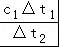 c₁ △ t₁
△ t₂